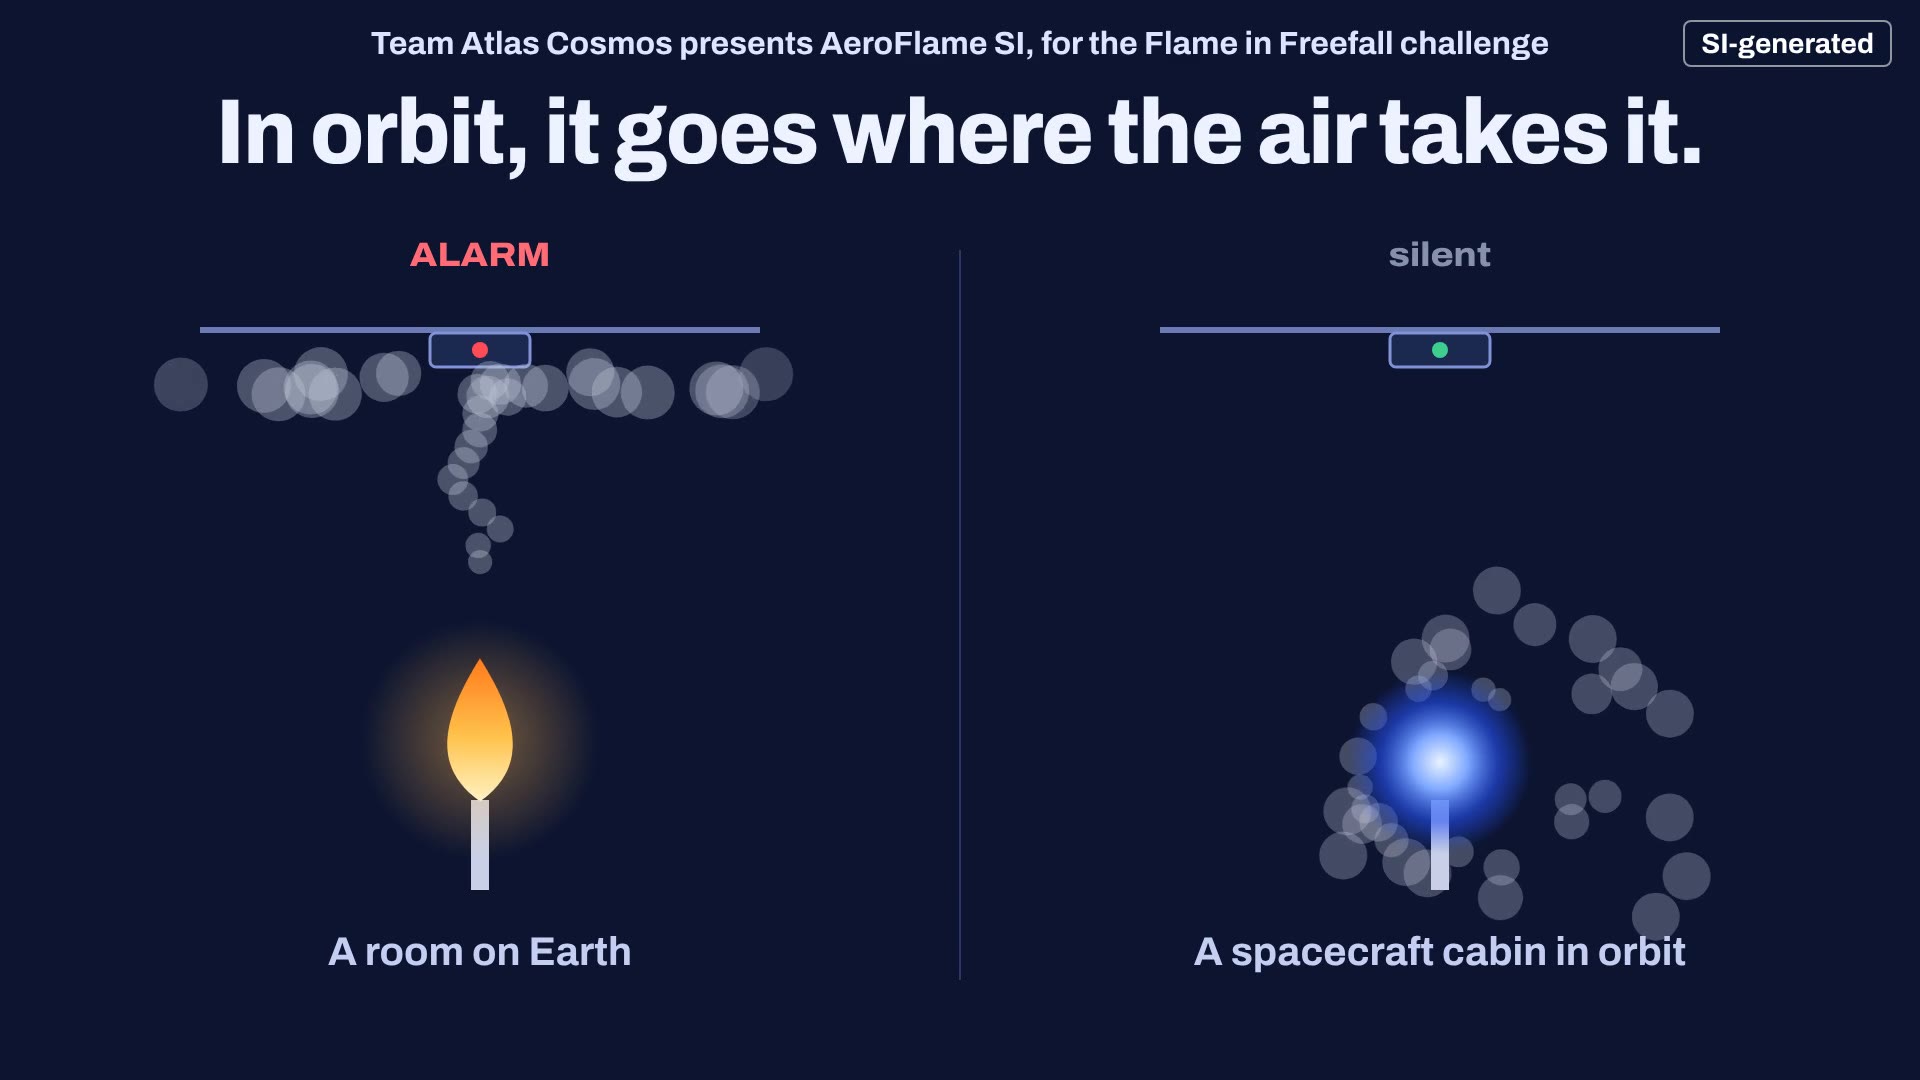 Team Atlas Cosmos presents AeroFlame SI, for the Flame in Freefall challenge
SI-generated
In orbit, it goes where the air takes it.
ALARM
silent
A room on Earth
A spacecraft cabin in orbit